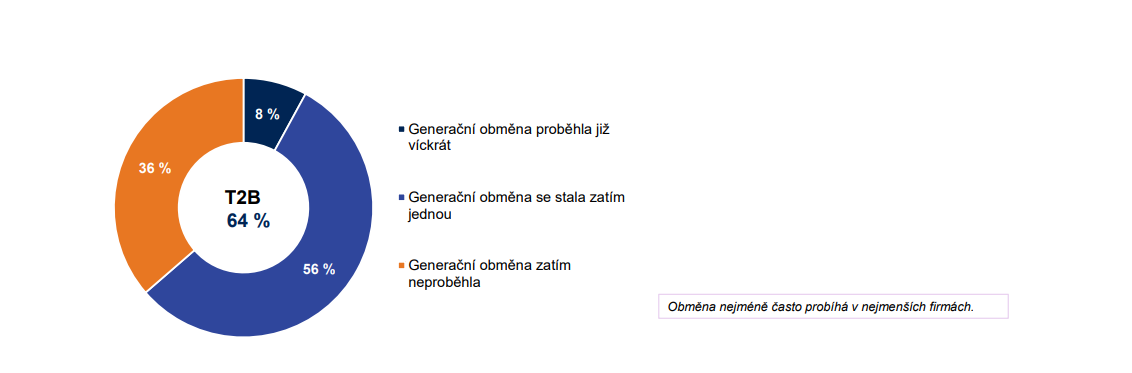 8 %
36 %
T2B
64 %
56 %
Generační obměna proběhla již
víckrát
Generační obměna se stala zatím
jednou
Generační obměna zatím
neproběhla
Obměna nejméně často probíhá v nejmenších firmách.